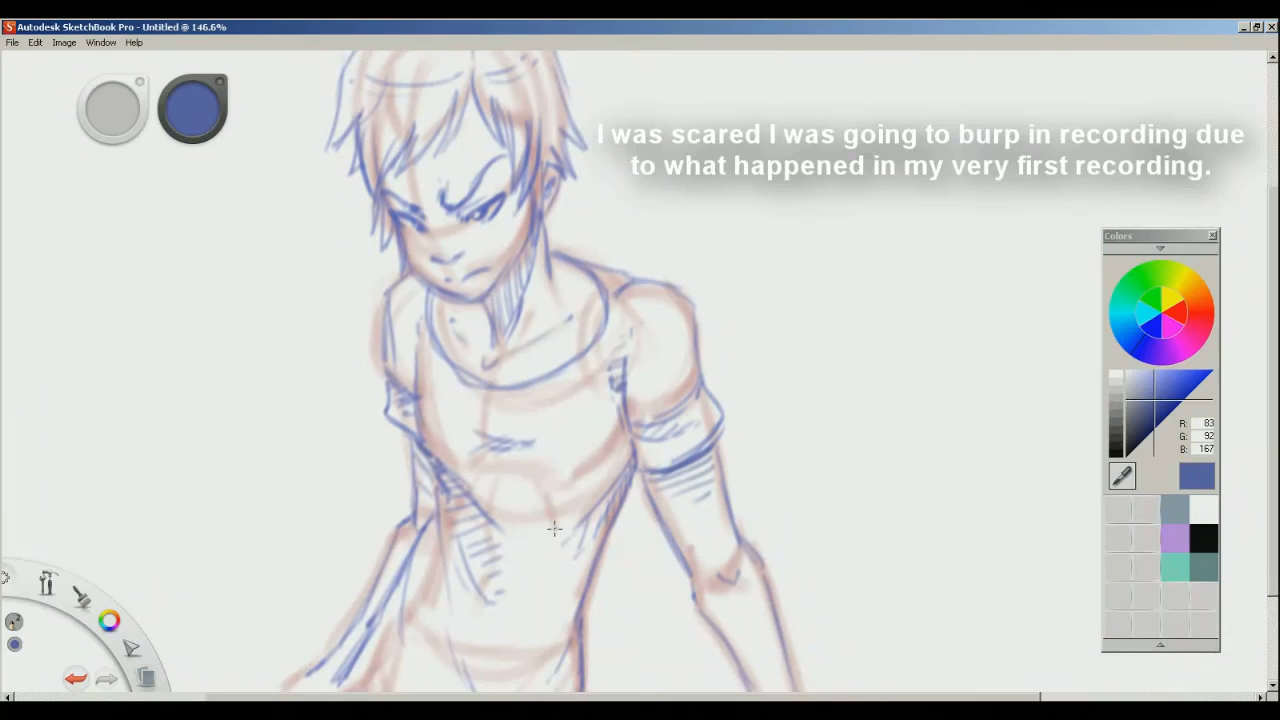 Autodesk SketchBook Pro - Untitled @ 146.6%
File Edit Image Window Help
I was scared I was going to burp in recording due
to what happened in my very first recording.
Colors
R: 83
G: 92
B: 167